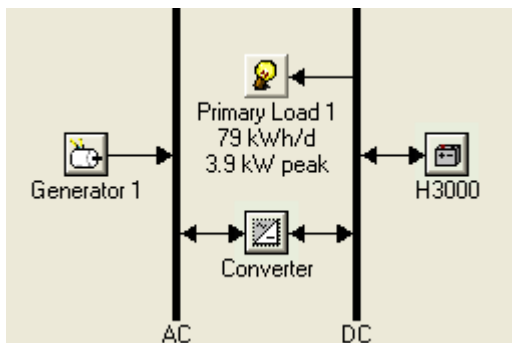 Primary Load 1
79 kWh/d
3.9 kW peak
Generator 1
H3000
Converter
AC
DC